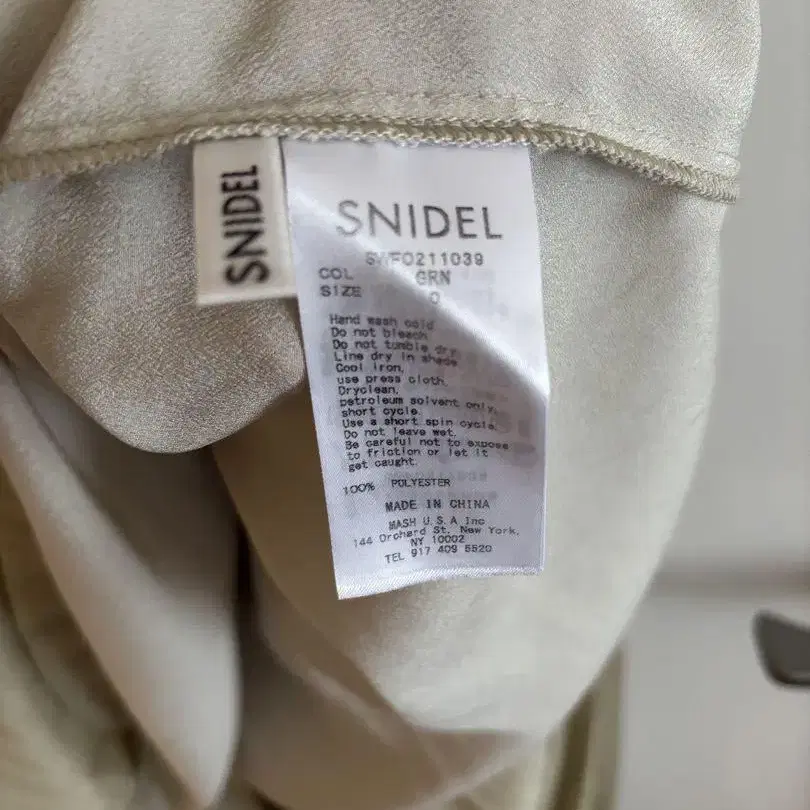 SNIDEL
SNIDEL
SWFO211039
COL GRN
SIZE 0
Hand wash cold
Do not bleach
Do not tumble dry
Line dry in shade
Cool iron,
use press cloth.
Dryclean,
petroleum solvent only,
short cycle.
Use a short spin cycle.
Do not leave wet.
Be careful not to expose
to friction or let it
get caught.
100% POLYESTER
MADE IN CHINA
MASH U.S.A Inc
144 Orchard St. New York,
NY 10002
TEL 917 409 5520